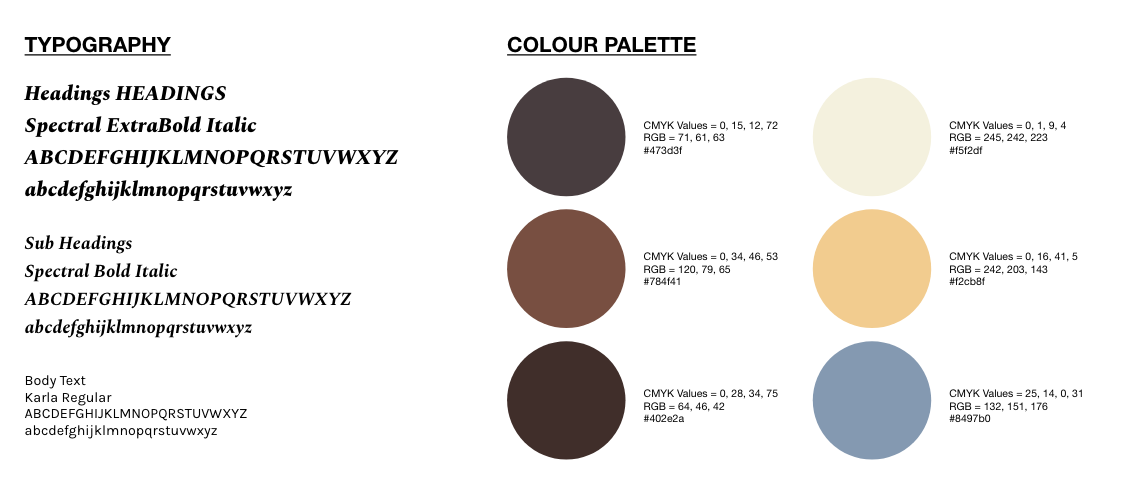 TYPOGRAPHY
Headings HEADINGS
Spectral ExtraBold Italic
ABCDEFGHIJKLMNOPQRSTUVWXYZ
abcdefghijklmnopqrstuvwxyz
Sub Headings
Spectral Bold Italic
ABCDEFGHIJKLMNOPQRSTUVWXYZ
abcdefghijklmnopqrstuvwxyz
Body Text
Karla Regular
ABCDEFGHIJKLMNOPQRSTUVWXYZ
abcdefghijklmnopqrstuvwxyz
COLOUR PALETTE
CMYK Values = 0, 15, 12, 72
RGB = 71, 61, 63
#473d3f
CMYK Values = 0, 1, 9, 4
RGB = 245, 242, 223
#f5f2df
CMYK Values = 0, 34, 46, 53
RGB = 120, 79, 65
#784f41
CMYK Values = 0, 16, 41, 5
RGB = 242, 203, 143
#f2cb8f
CMYK Values = 0, 28, 34, 75
RGB = 64, 46, 42
#402e2a
CMYK Values = 25, 14, 0, 31
RGB = 132, 151, 176
#8497b0